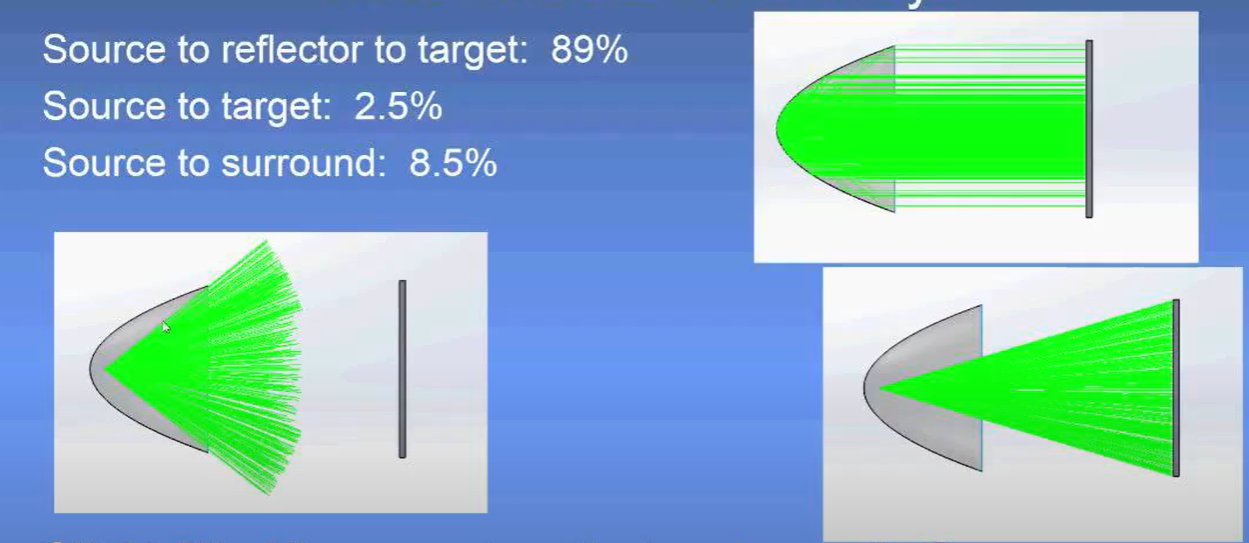 Source to reflector to target: 89%
Source to target: 2.5%
Source to surround: 8.5%